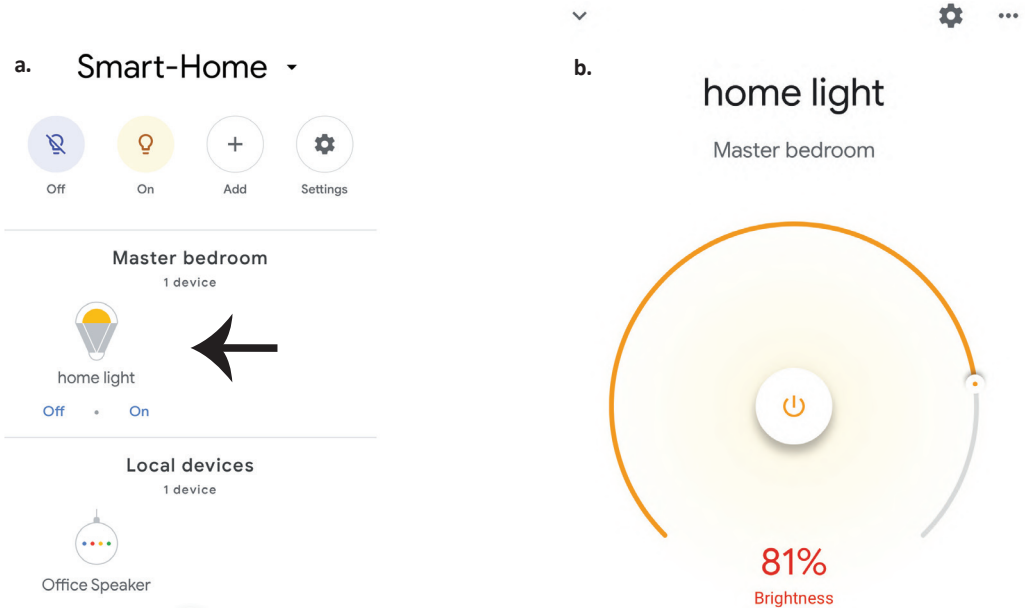 a.
Smart-Home
Off
On
Add
Settings
Master bedroom
1 device
home light
Off • On
Local devices
1 device
Office Speaker
b.
home light
Master bedroom
81%
Brightness